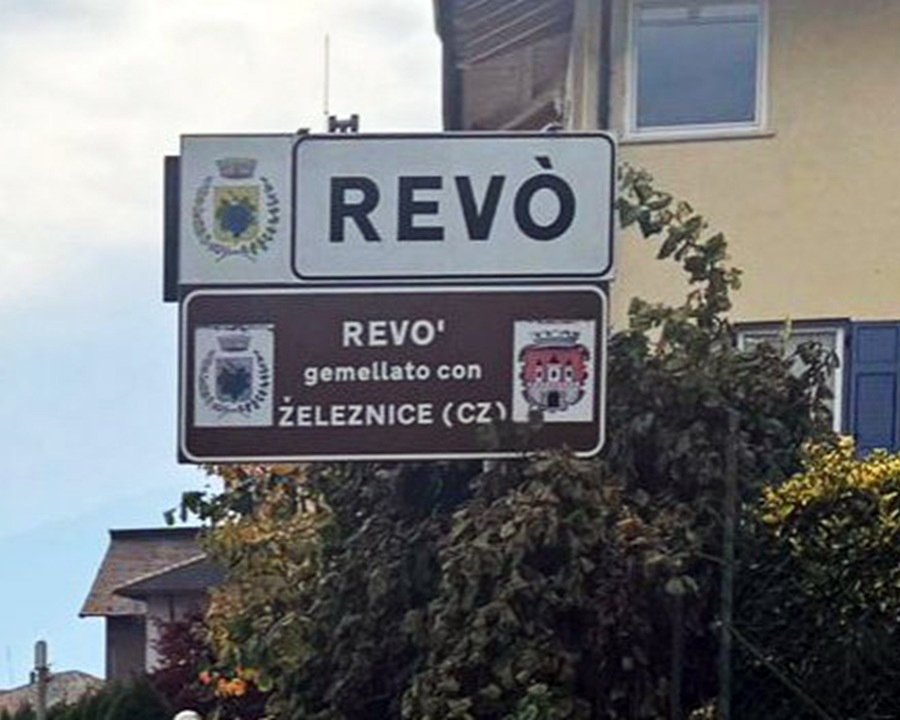 REVÒ
REVO'
gemellato con
ŽELEZNICE (CZ)